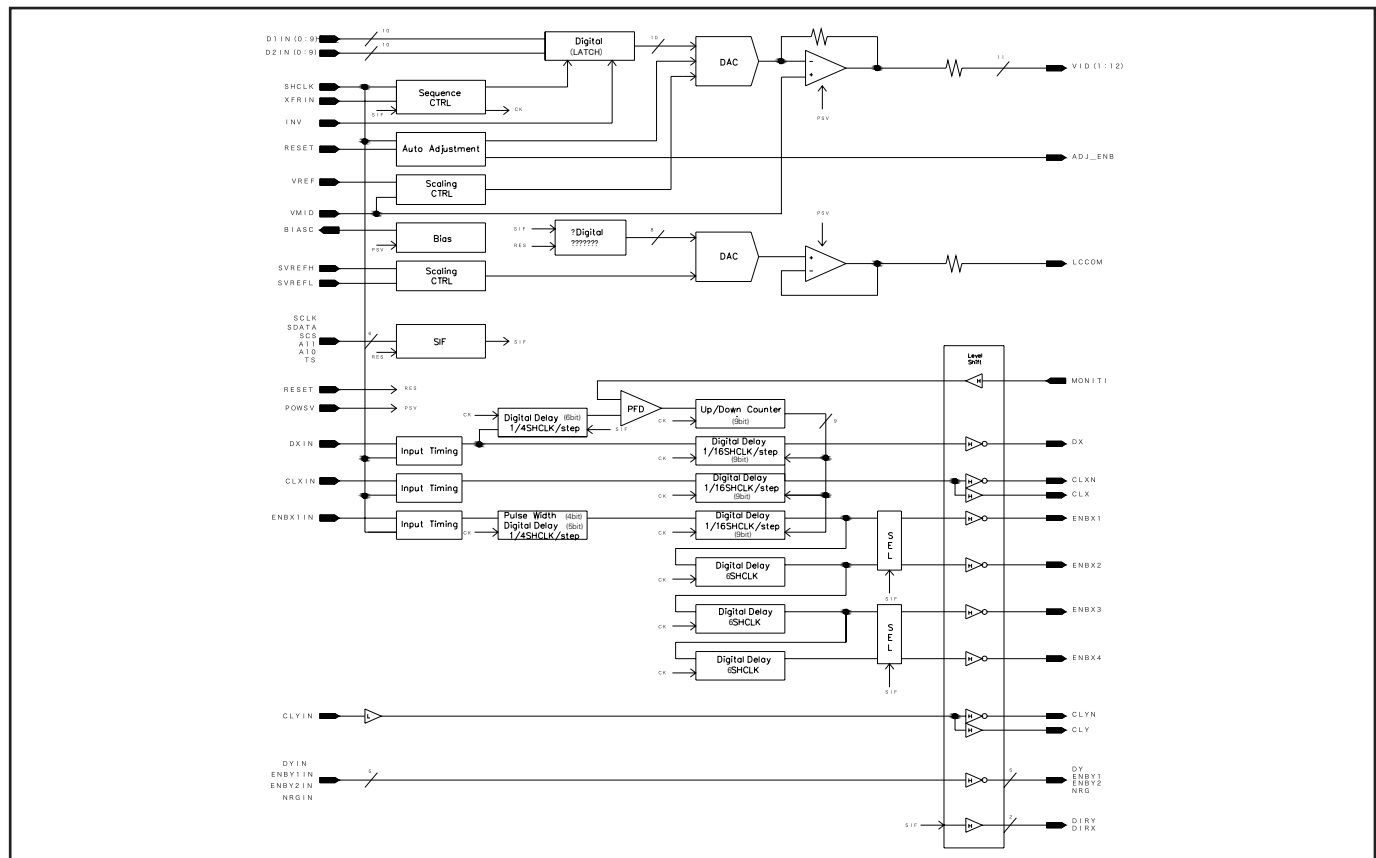 D1IN(0:9) 10
D2IN(0:9) 10
Digital
(LATCH)
10
DAC
-
+
PSV
11
VID(1:12)
SHCLK
XFRIN
Sequence
CTRL
SIF
CK
INV
RESET
Auto Adjustment
ADJ_ENB
VREF
Scaling
CTRL
VMID
BIASC
Bias
PSV
SIF
RES
?Digital
???????
8
DAC
PSV
+
-
LCCOM
SVREFH
SVREFL
Scaling
CTRL
SCLK
SDATA
SCS
A11
A10
TS
6
RES
SIF
SIF
Level
Shift
H
MONITI
RESET
RES
POWSV
PSV
CK
Digital Delay (6bit)
1/4SHCLK/step
SIF
PFD
Up/Down Counter
(9bit)
CK
9
DXIN
Input Timing
Digital Delay
1/16SHCLK/step
(9bit)
CK
H
DX
CLXIN
Input Timing
Digital Delay
1/16SHCLK/step
(9bit)
CK
H
H
CLXN
CLX
ENBX1IN
Input Timing
CK
Pulse Width (4bit)
Digital Delay (5bit)
1/4SHCLK/step
Digital Delay
1/16SHCLK/step
(9bit)
CK
SEL
SIF
H
ENBX1
Digital Delay
6SHCLK
CK
H
ENBX2
Digital Delay
6SHCLK
CK
SEL
SIF
H
ENBX3
Digital Delay
6SHCLK
CK
H
ENBX4
CLYIN
L
H
H
CLYN
CLY
DYIN
ENBY1IN
ENBY2IN
NRGIN
5
H
5
DY
ENBY1
ENBY2
NRG
SIF
H
2
DIRY
DIRX